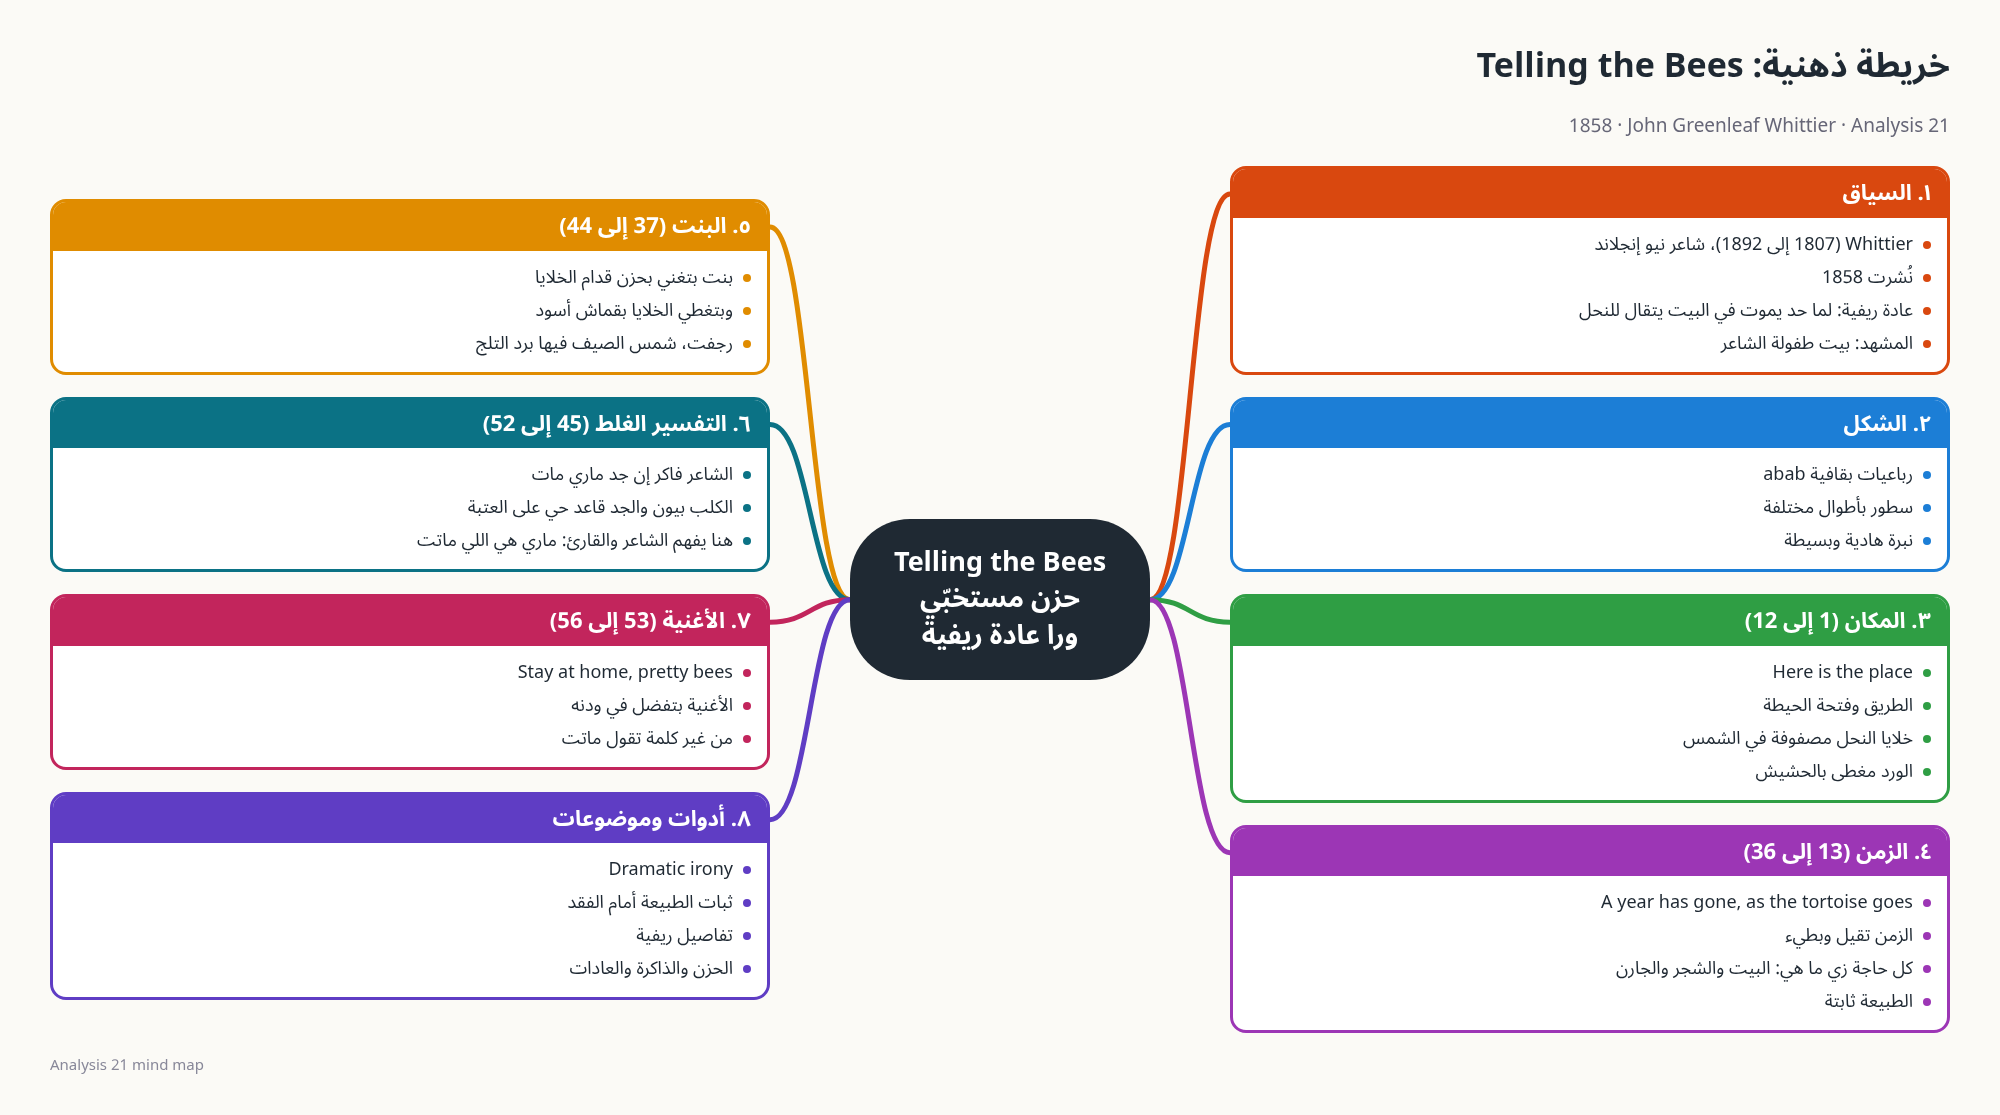 خريطة ذهنية: Telling the Bees
1858 · John Greenleaf Whittier · Analysis 21
١. السياق
Whittier (1807 إلى 1892)، شاعر نيو إنجلاند
نُشرت 1858
عادة ريفية: لما حد يموت في البيت يتقال للنحل
المشهد: بيت طفولة الشاعر
٢. الشكل
رباعيات بقافية abab
سطور بأطوال مختلفة
نبرة هادية وبسيطة
٣. المكان (1 إلى 12)
Here is the place
الطريق وفتحة الحيطة
خلايا النحل مصفوفة في الشمس
الورد مغطى بالحشيش
٤. الزمن (13 إلى 36)
A year has gone, as the tortoise goes
الزمن تقيل وبطيء
كل حاجة زي ما هي: البيت والشجر والجارن
الطبيعة ثابتة
Telling the Bees
حزن مستخبّي
ورا عادة ريفية
٥. البنت (37 إلى 44)
بنت بتغني بحزن قدام الخلايا
وبتغطي الخلايا بقماش أسود
رجفت، شمس الصيف فيها برد التلج
٦. التفسير الغلط (45 إلى 52)
الشاعر فاكر إن جد ماري مات
الكلب بيون والجد قاعد حي على العتبة
هنا يفهم الشاعر والقارئ: ماري هي اللي ماتت
٧. الأغنية (53 إلى 56)
Stay at home, pretty bees
الأغنية بتفضل في ودنه
من غير كلمة تقول ماتت
٨. أدوات وموضوعات
Dramatic irony
ثبات الطبيعة أمام الفقد
تفاصيل ريفية
الحزن والذاكرة والعادات
Analysis 21 mind map